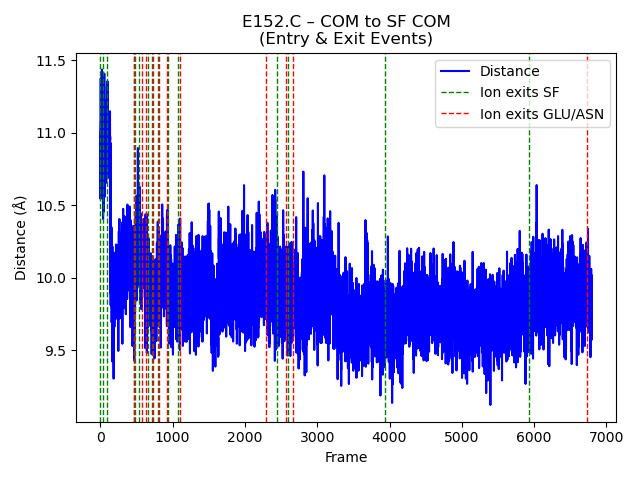 E152.C – COM to SF COM
(Entry & Exit Events)
11.5
11.0
10.5
10.0
9.5
Distance (Å)
Distance
Ion exits SF
Ion exits GLU/ASN
0
1000
2000
3000
4000
5000
6000
7000
Frame